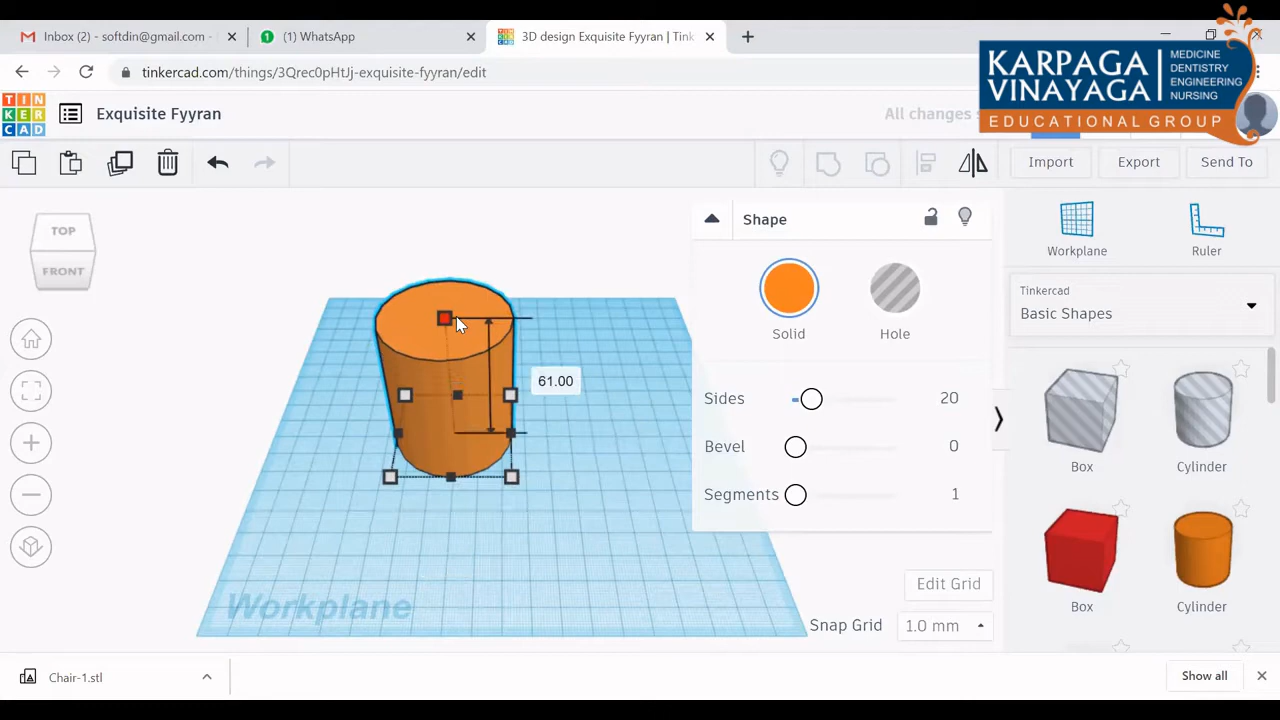 Inbox (2) - softdin@gmail.com -
(1) WhatsApp
3D design Exquisite Fyyran | Tink
tinkercad.com/things/3Qrec0pHtJj-exquisite-fyyran/edit
KARPAGA
VINAYAGA
MEDICINE
DENTISTRY
ENGINEERING
NURSING
EDUCATIONAL GROUP
TIN
KER
CAD
Exquisite Fyyran
All changes s
Import
Export
Send To
TOP
FRONT
Shape
Solid
Hole
Sides 20
Bevel 0
Segments 1
61.00
Workplane
Ruler
Tinkercad
Basic Shapes
Box
Cylinder
Box
Cylinder
Workplane
Edit Grid
Snap Grid 1.0 mm
Chair-1.stl
Show all